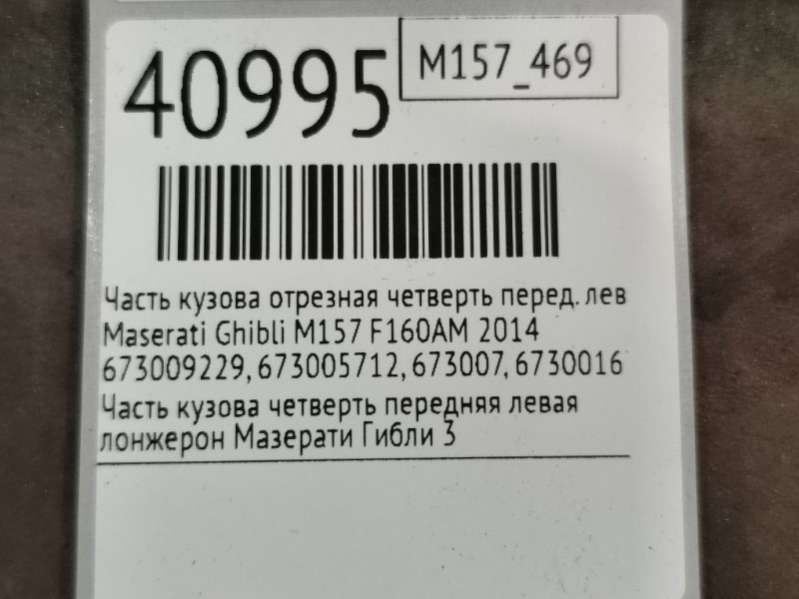 40995
M157_469
Часть кузова отрезная четверть перед. лев
Maserati Ghibli M157 F160AM 2014
673009229, 673005712, 673007, 6730016
Часть кузова четверть передняя левая
лонжерон Мазерати Гибли 3